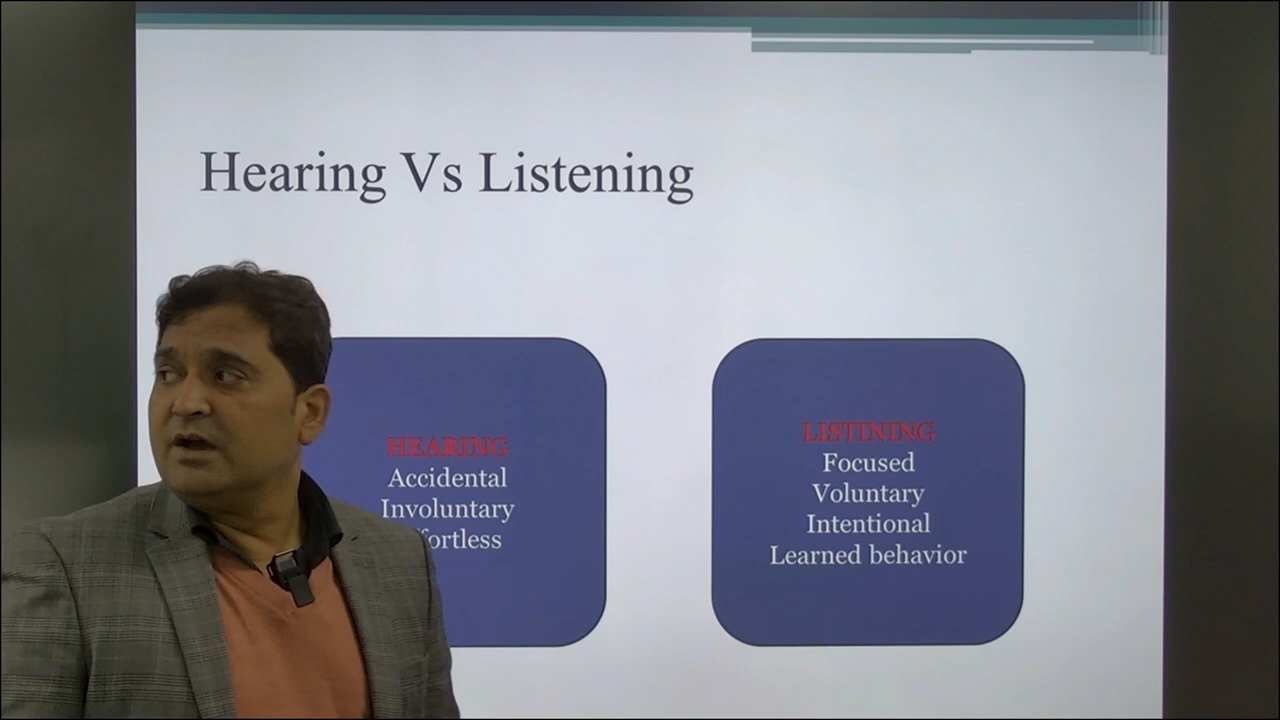 Hearing Vs Listening
HEARING
Accidental
Involuntary
LISTINING
Focused
Voluntary
Intentional
Learned behavior